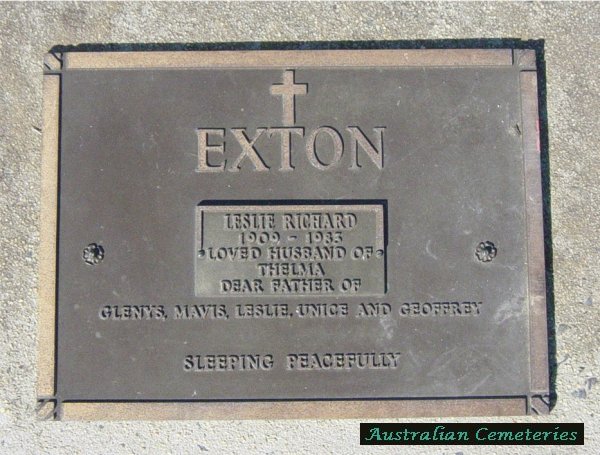 EXTON
LESLIE RICHARD
1909 - 1983
•LOVED HUSBAND OF•
THELMA
DEAR FATHER OF
GLENYS, MAVIS, LESLIE, UNICE AND GEOFFREY
SLEEPING PEACEFULLY
Australian Cemeteries